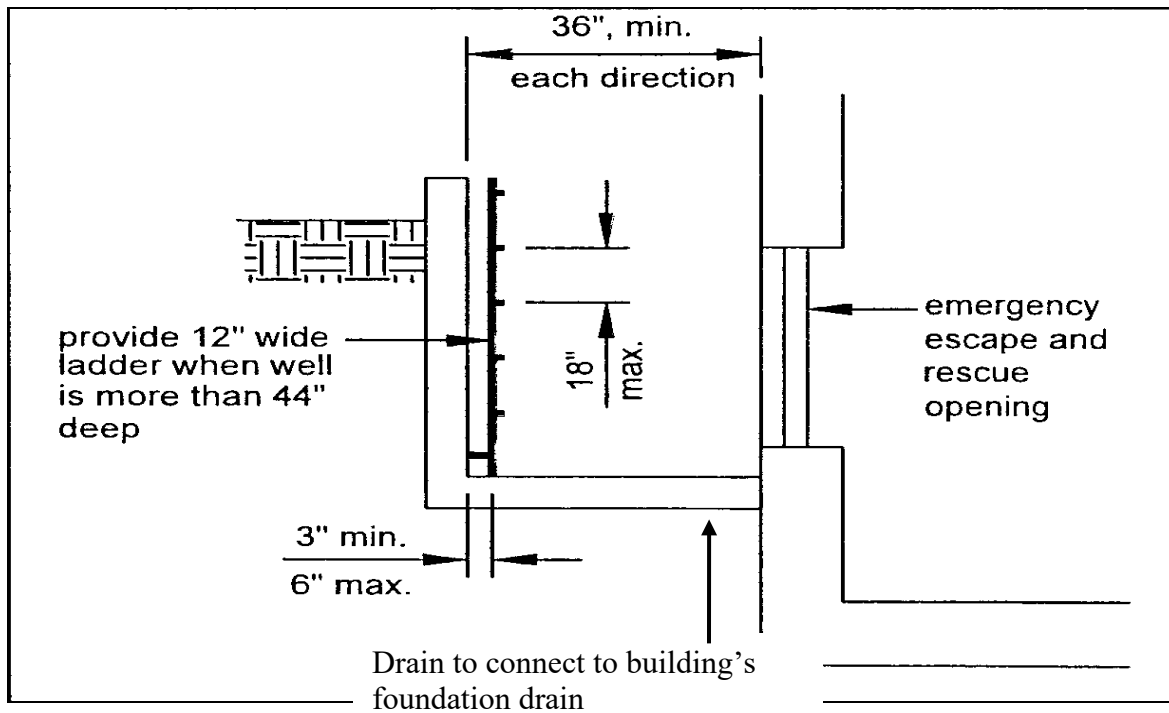 36", min.
each direction
provide 12" wide
ladder when well
is more than 44"
deep
18"
max.
emergency
escape and
rescue
opening
3" min.
6" max.
Drain to connect to building’s
foundation drain